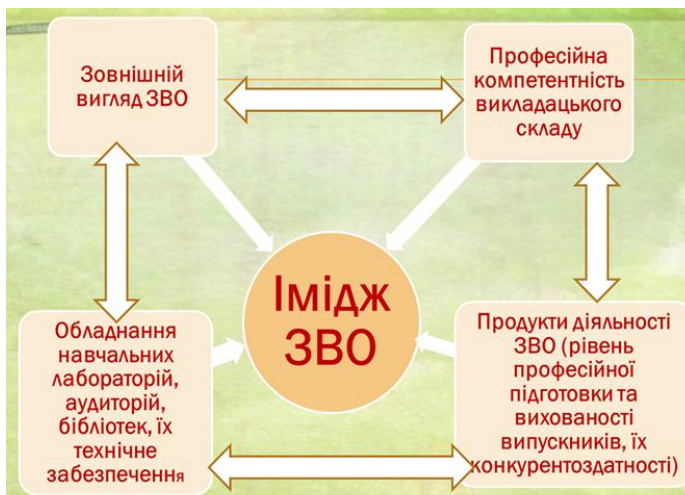 Зовнішній
вигляд ЗВО
Професійна
компетентність
викладацького
складу
Імідж
ЗВО
Обладнання
навчальних
лабораторій,
аудиторій,
бібліотек, їх
технічне
забезпечення
Продукти діяльності
ЗВО (рівень
професійної
підготовки та
вихованості
випускників, їх
конкурентоздатності)